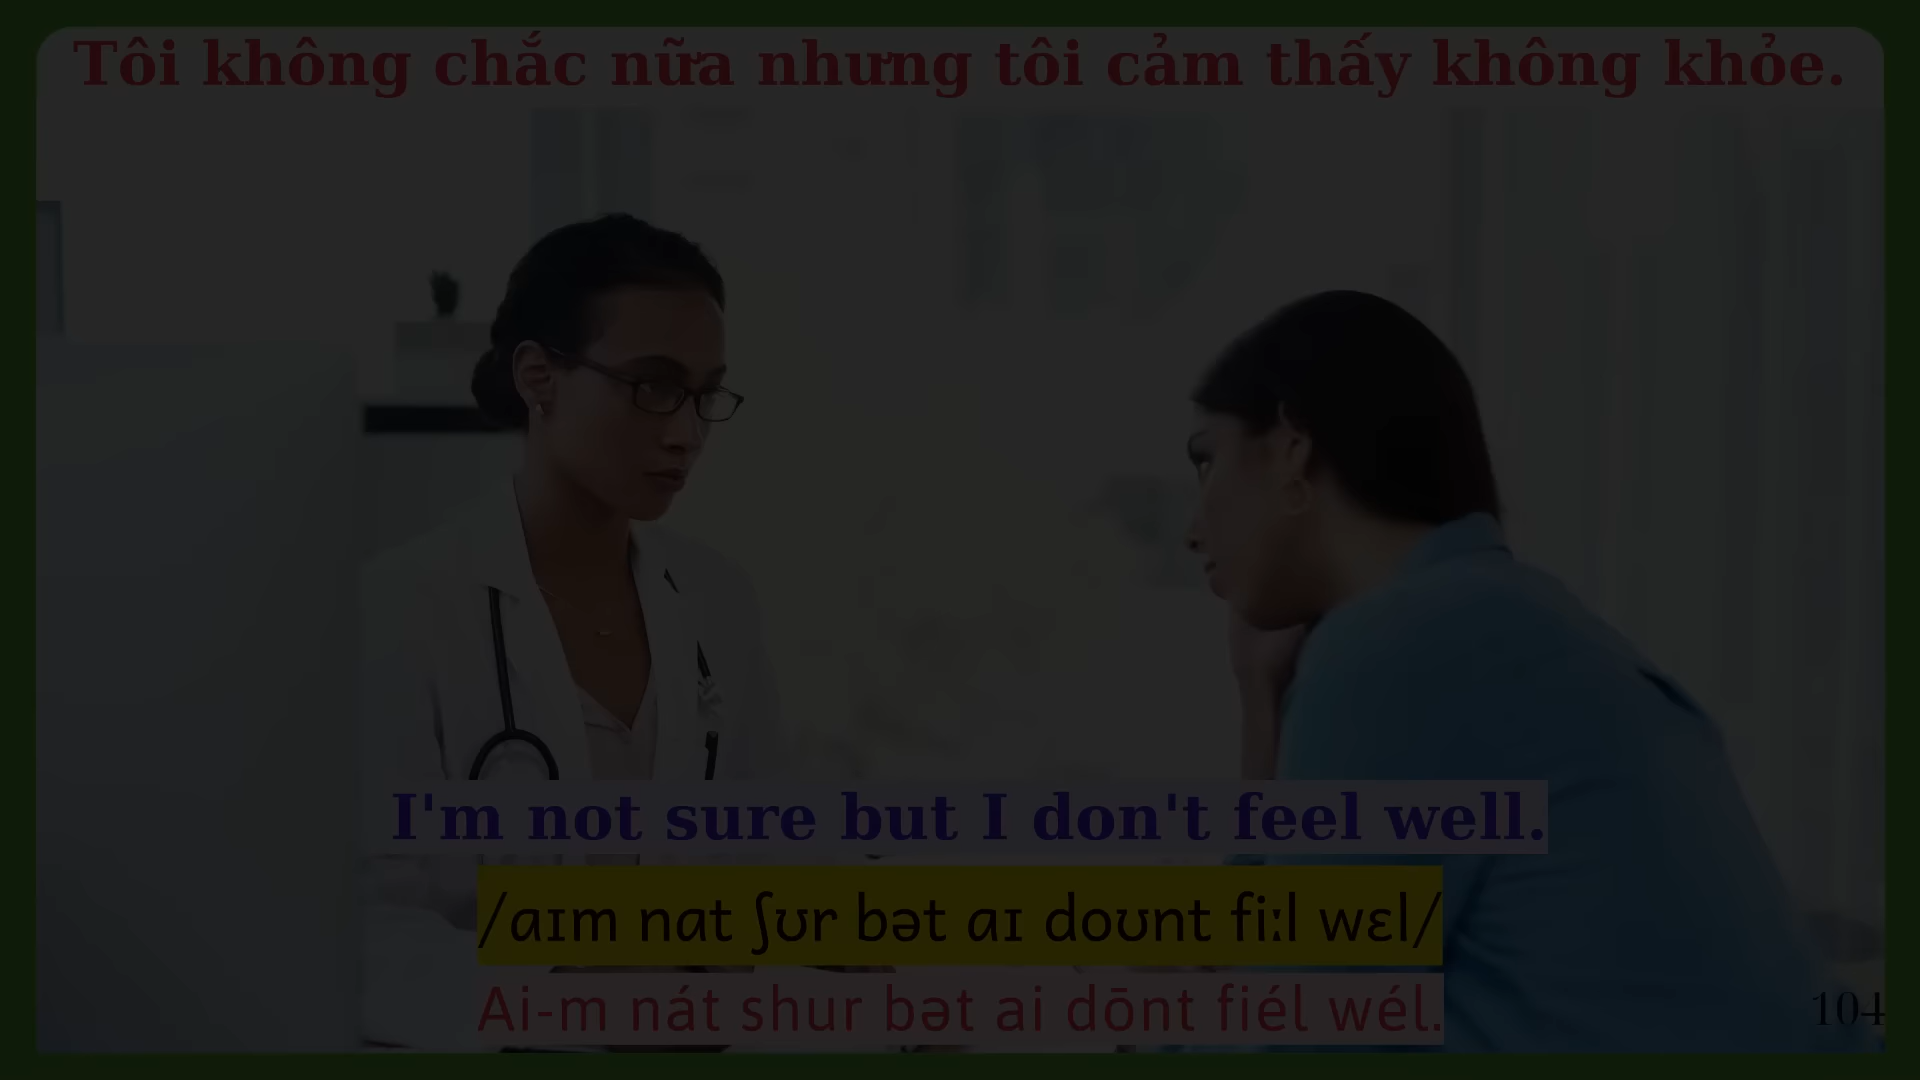 Tôi không chắc nữa nhưng tôi cảm thấy không khỏe.
I'm not sure but I don't feel well.
/aɪm nat ʃʊr bət aɪ doʊnt fiːl wɛl/
Ai-m nát shur bət ai dōnt fiél wél.
104